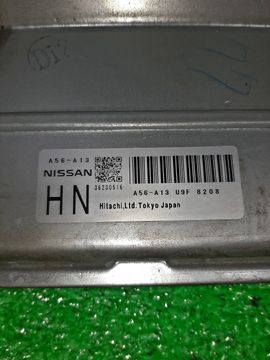 A56-A13
NISSAN
36230516
HN
A56-A13 U9F 8208
Hitachi,Ltd.Tokyo Japan